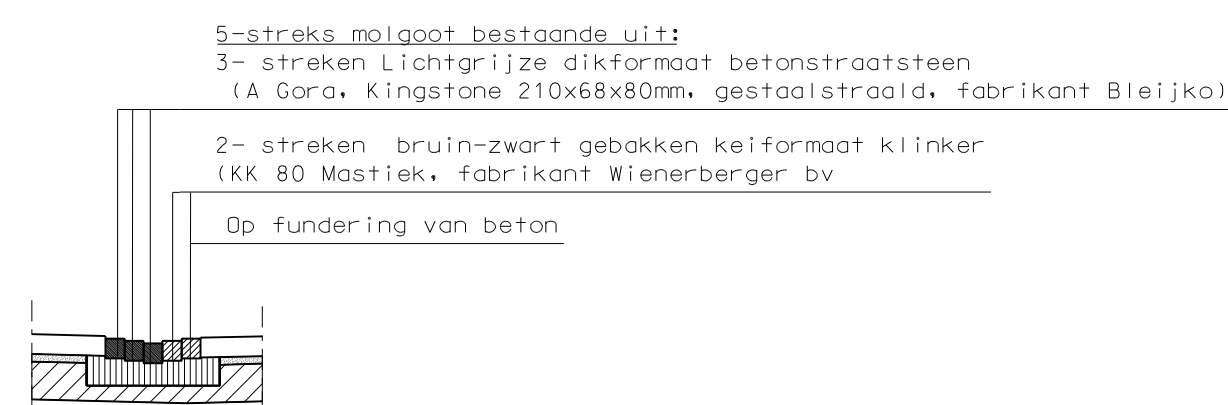 5-streks molgoot bestaande uit:
3- streken Lichtgrijze dikformaat betonstraatsteen
(A Gora, Kingstone 210x68x80mm, gestaalstraald, fabrikant Bleijko)
2- streken bruin-zwart gebakken keiformaat klinker
(KK 80 Mastiek, fabrikant Wienerberger bv
Op fundering van beton